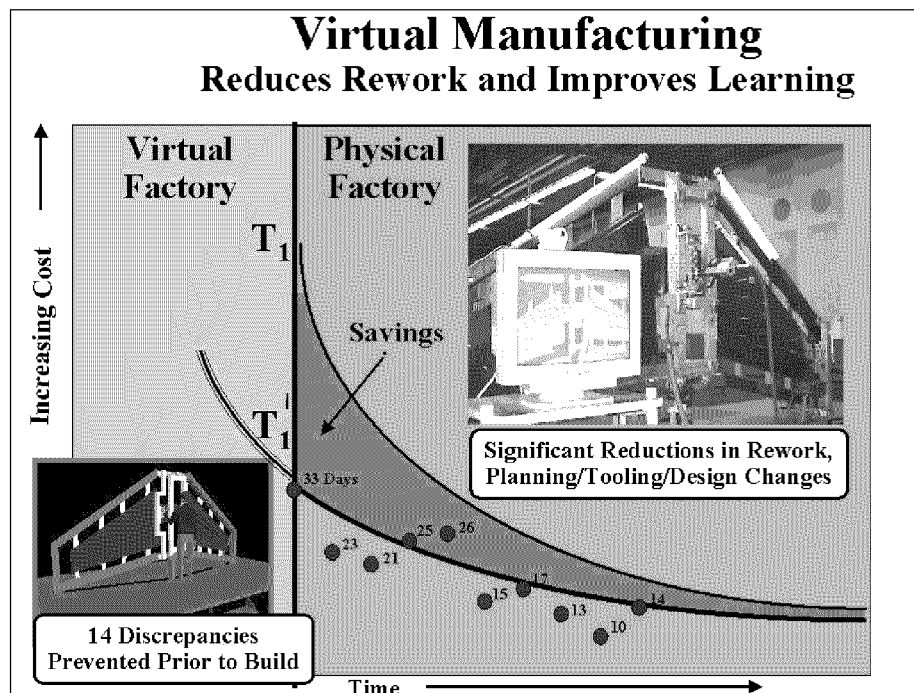 Virtual Manufacturing
Reduces Rework and Improves Learning
Increasing Cost
Virtual
Factory
Physical
Factory
T1
Savings
T1'
Significant Reductions in Rework,
Planning/Tooling/Design Changes
33 Days
23
21
25
26
15
17
13
10
14
14 Discrepancies
Prevented Prior to Build
Time